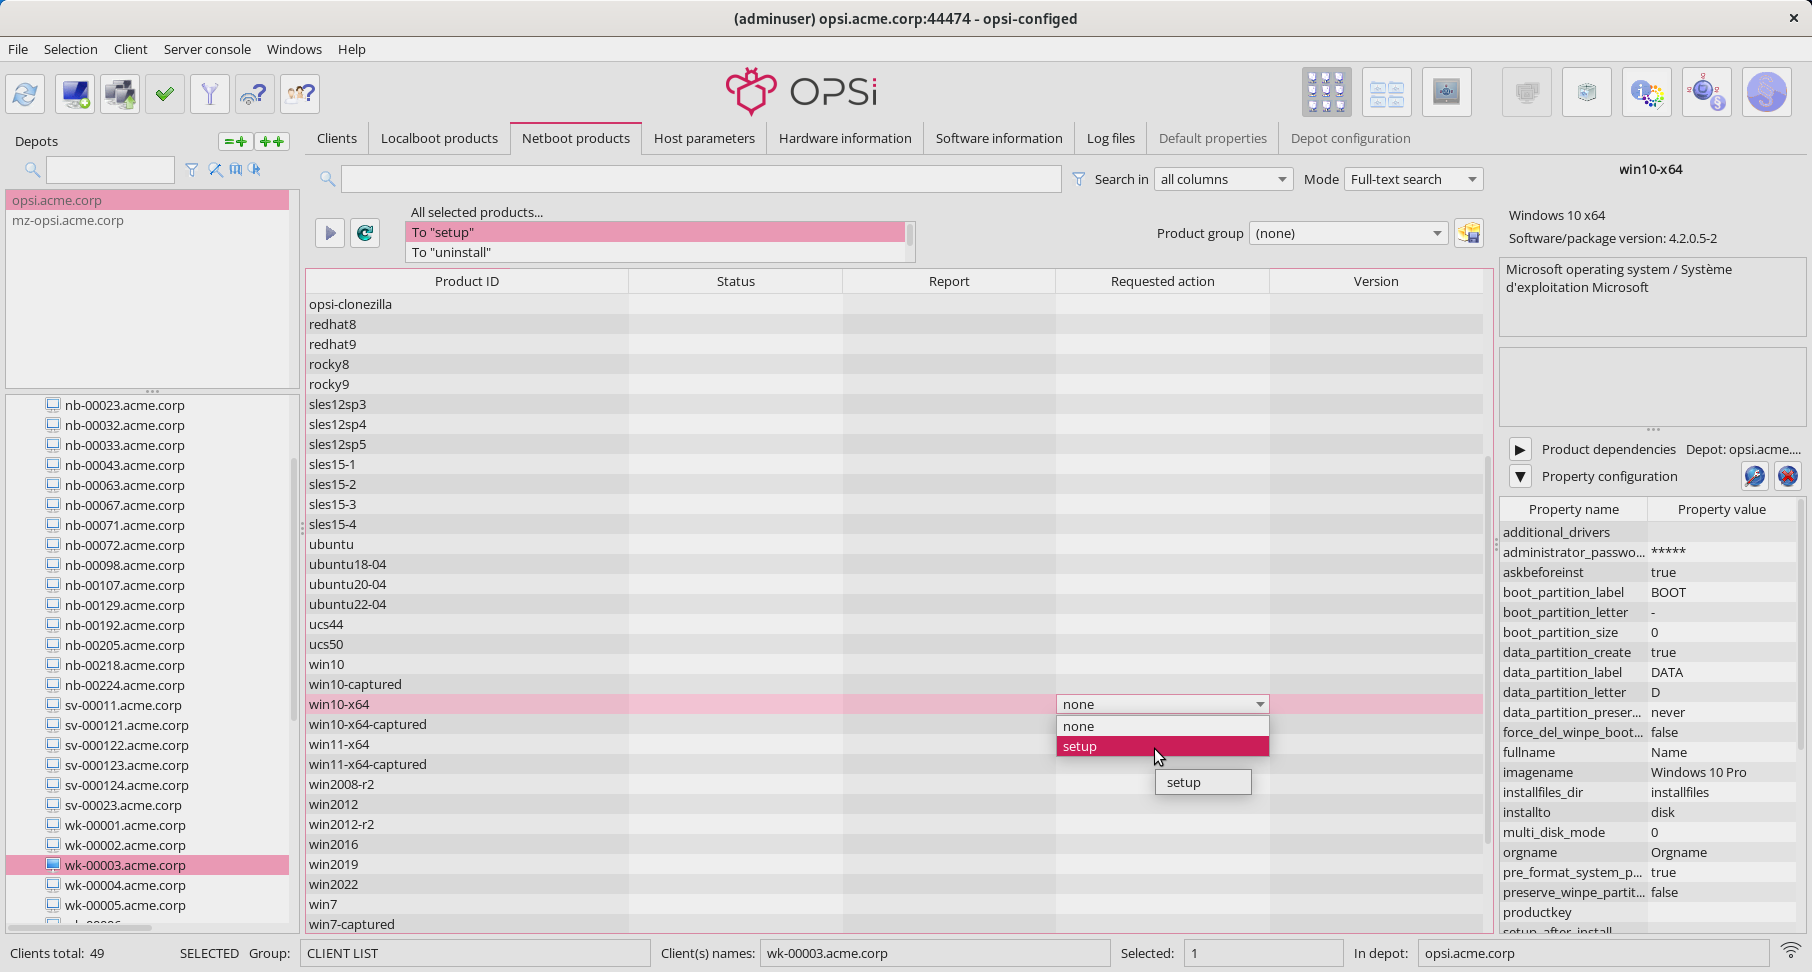 (adminuser) opsi.acme.corp:44474 - opsi-configed
File Selection Client Server console Windows Help
OPSi
Depots
opsi.acme.corp
mz-opsi.acme.corp
nb-00023.acme.corp
nb-00032.acme.corp
nb-00033.acme.corp
nb-00043.acme.corp
nb-00063.acme.corp
nb-00067.acme.corp
nb-00071.acme.corp
nb-00072.acme.corp
nb-00098.acme.corp
nb-00107.acme.corp
nb-00129.acme.corp
nb-00192.acme.corp
nb-00205.acme.corp
nb-00218.acme.corp
nb-00224.acme.corp
sv-00011.acme.corp
sv-000121.acme.corp
sv-000122.acme.corp
sv-000123.acme.corp
sv-000124.acme.corp
sv-00023.acme.corp
wk-00001.acme.corp
wk-00002.acme.corp
wk-00003.acme.corp
wk-00004.acme.corp
wk-00005.acme.corp
Clients Localboot products Netboot products Host parameters Hardware information Software information Log files Default properties Depot configuration
Search in all columns Mode Full-text search
All selected products...
To "setup"
To "uninstall"
Product group (none)
Product ID Status Report Requested action Version
opsi-clonezilla
redhat8
redhat9
rocky8
rocky9
sles12sp3
sles12sp4
sles12sp5
sles15-1
sles15-2
sles15-3
sles15-4
ubuntu
ubuntu18-04
ubuntu20-04
ubuntu22-04
ucs44
ucs50
win10
win10-captured
win10-x64 none
win10-x64-captured none
win11-x64 setup
win11-x64-captured
win2008-r2 setup
win2012
win2012-r2
win2016
win2019
win2022
win7
win7-captured
win10-x64
Windows 10 x64
Software/package version: 4.2.0.5-2
Microsoft operating system / Système
d'exploitation Microsoft
Product dependencies Depot: opsi.acme....
Property configuration
Property name Property value
additional_drivers
administrator_passwo... *****
askbeforeinst true
boot_partition_label BOOT
boot_partition_letter -
boot_partition_size 0
data_partition_create true
data_partition_label DATA
data_partition_letter D
data_partition_preser... never
force_del_winpe_boot... false
fullname Name
imagename Windows 10 Pro
installfiles_dir installfiles
installto disk
multi_disk_mode 0
orgname Orgname
pre_format_system_p... true
preserve_winpe_partit... false
productkey
setup_after_install
Clients total: 49 SELECTED Group: CLIENT LIST Client(s) names: wk-00003.acme.corp Selected: 1 In depot: opsi.acme.corp